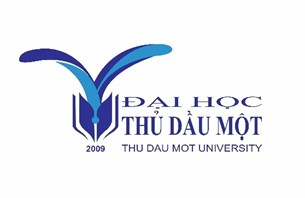 ĐẠI HỌC
THỦ DẦU MỘT
2009
THU DAU MOT UNIVERSITY